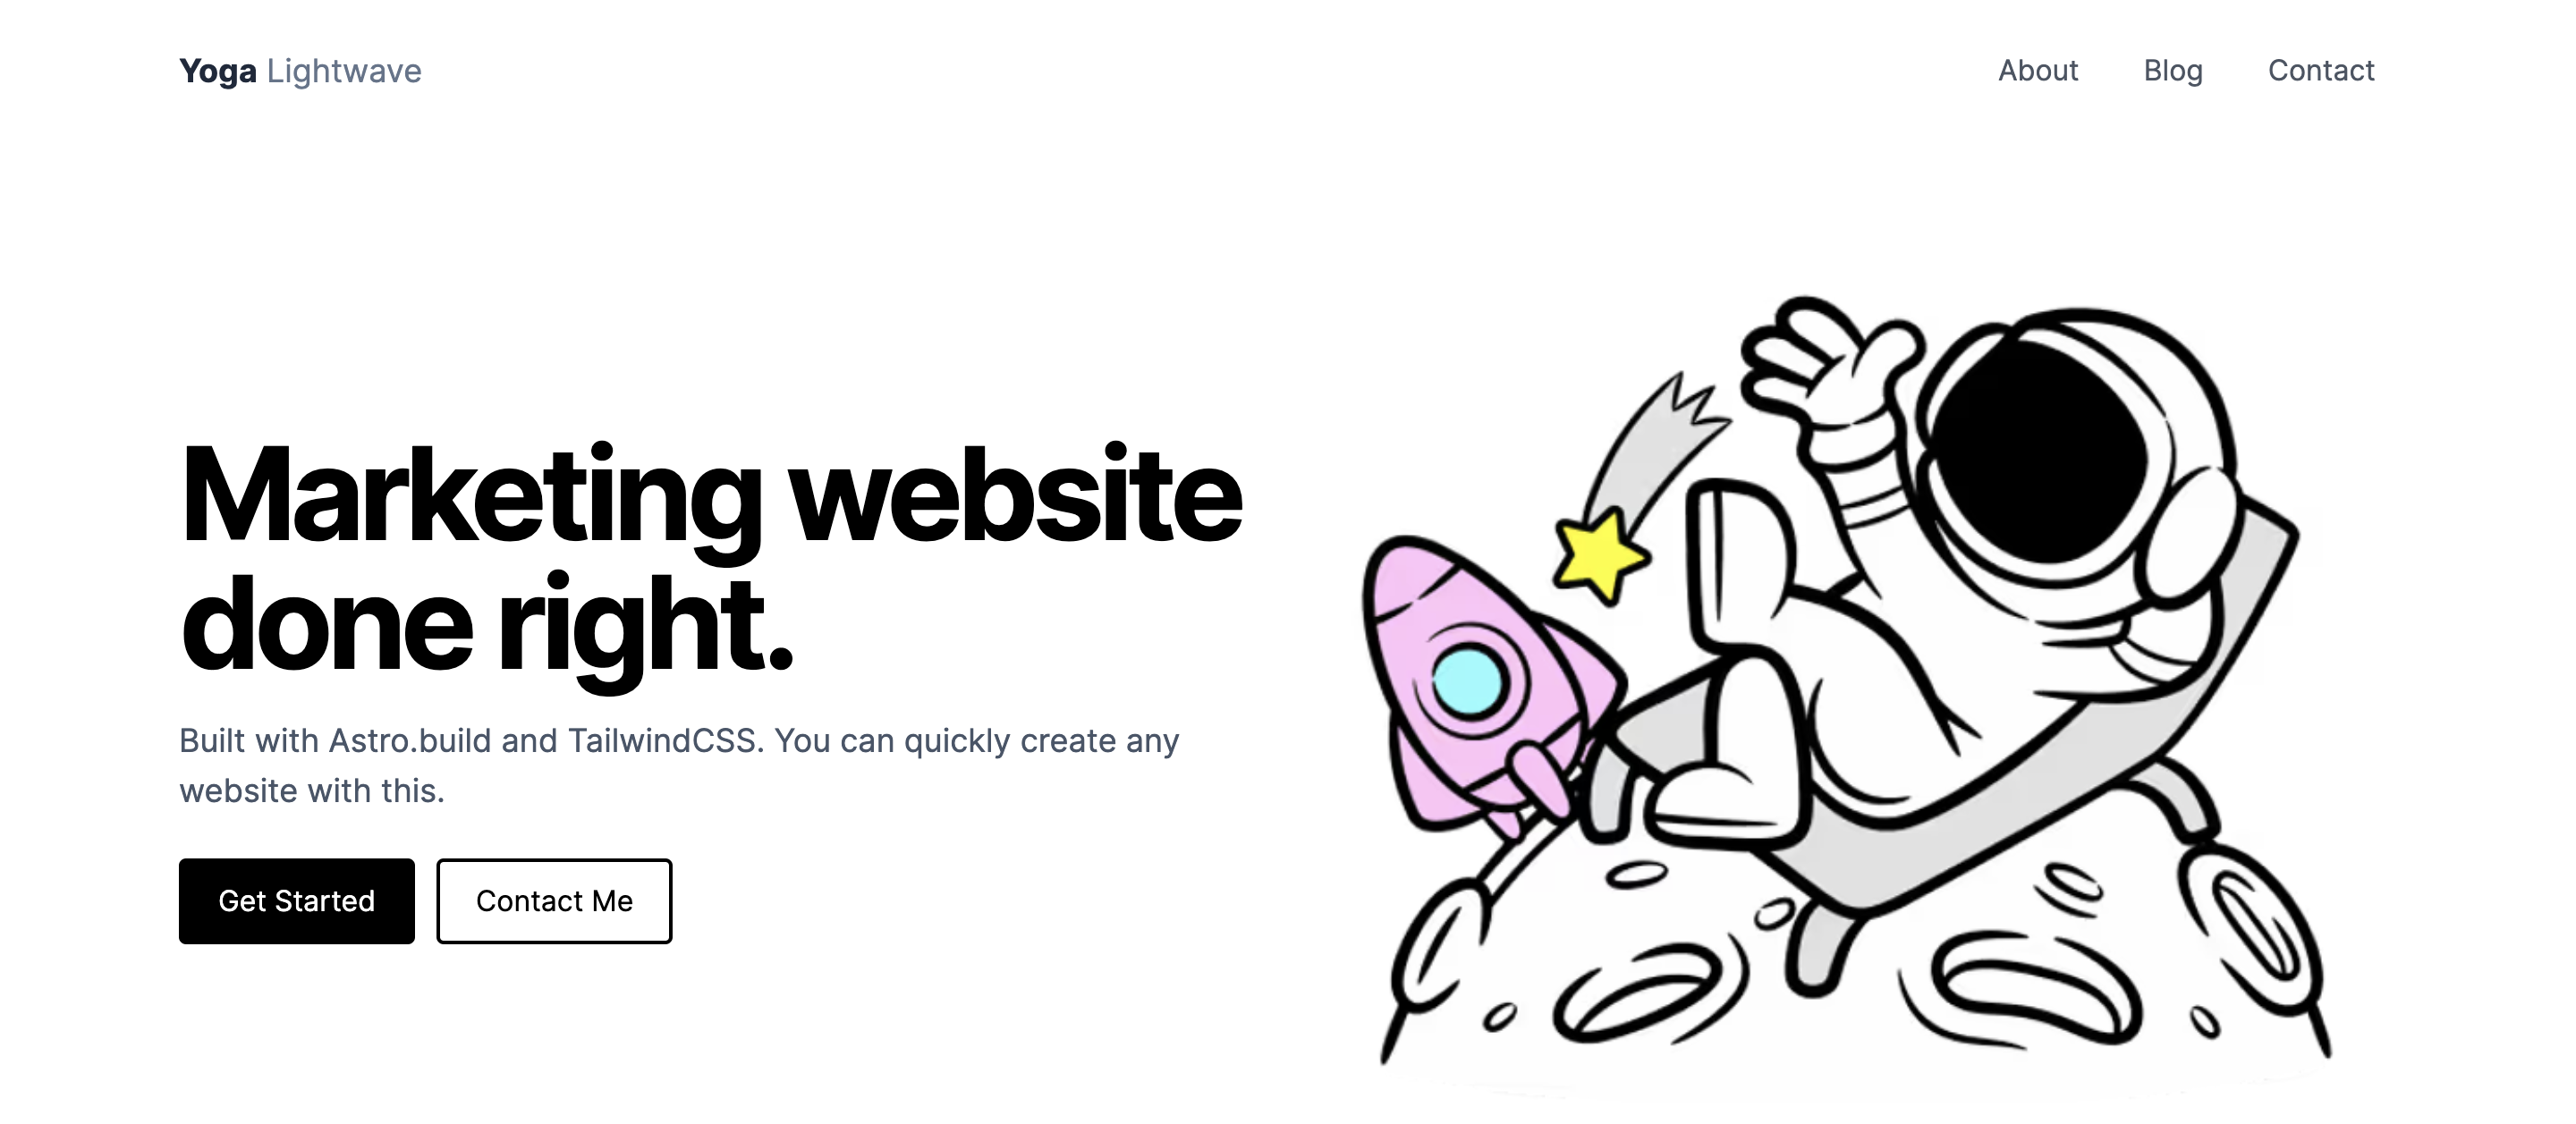 Yoga Lightwave
About
Blog
Contact
Marketing website
done right.
Built with Astro.build and TailwindCSS. You can quickly create any
website with this.
Get Started
Contact Me